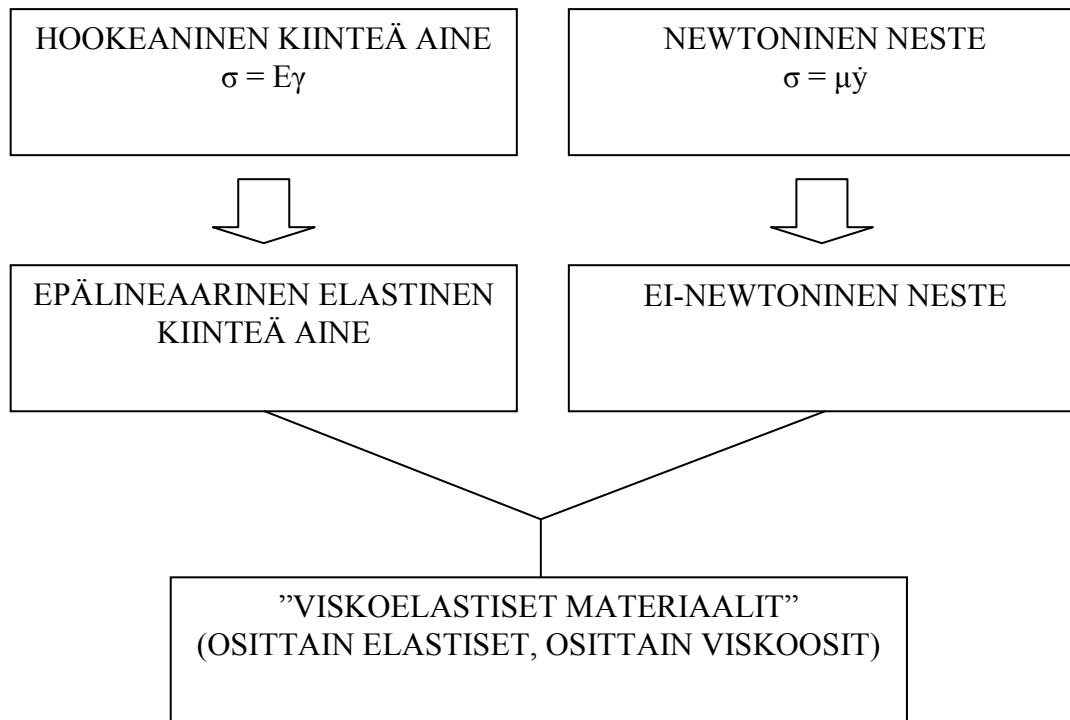 HOOKEANINEN KIINTEÄ AINE
σ = Eγ
NEWTONINEN NESTE
σ = μẏ
EPÄLINEAARINEN ELASTINEN
KIINTEÄ AINE
EI-NEWTONINEN NESTE
”VISKOELASTISET MATERIAALIT”
(OSITTAIN ELASTISET, OSITTAIN VISKOOSIT)